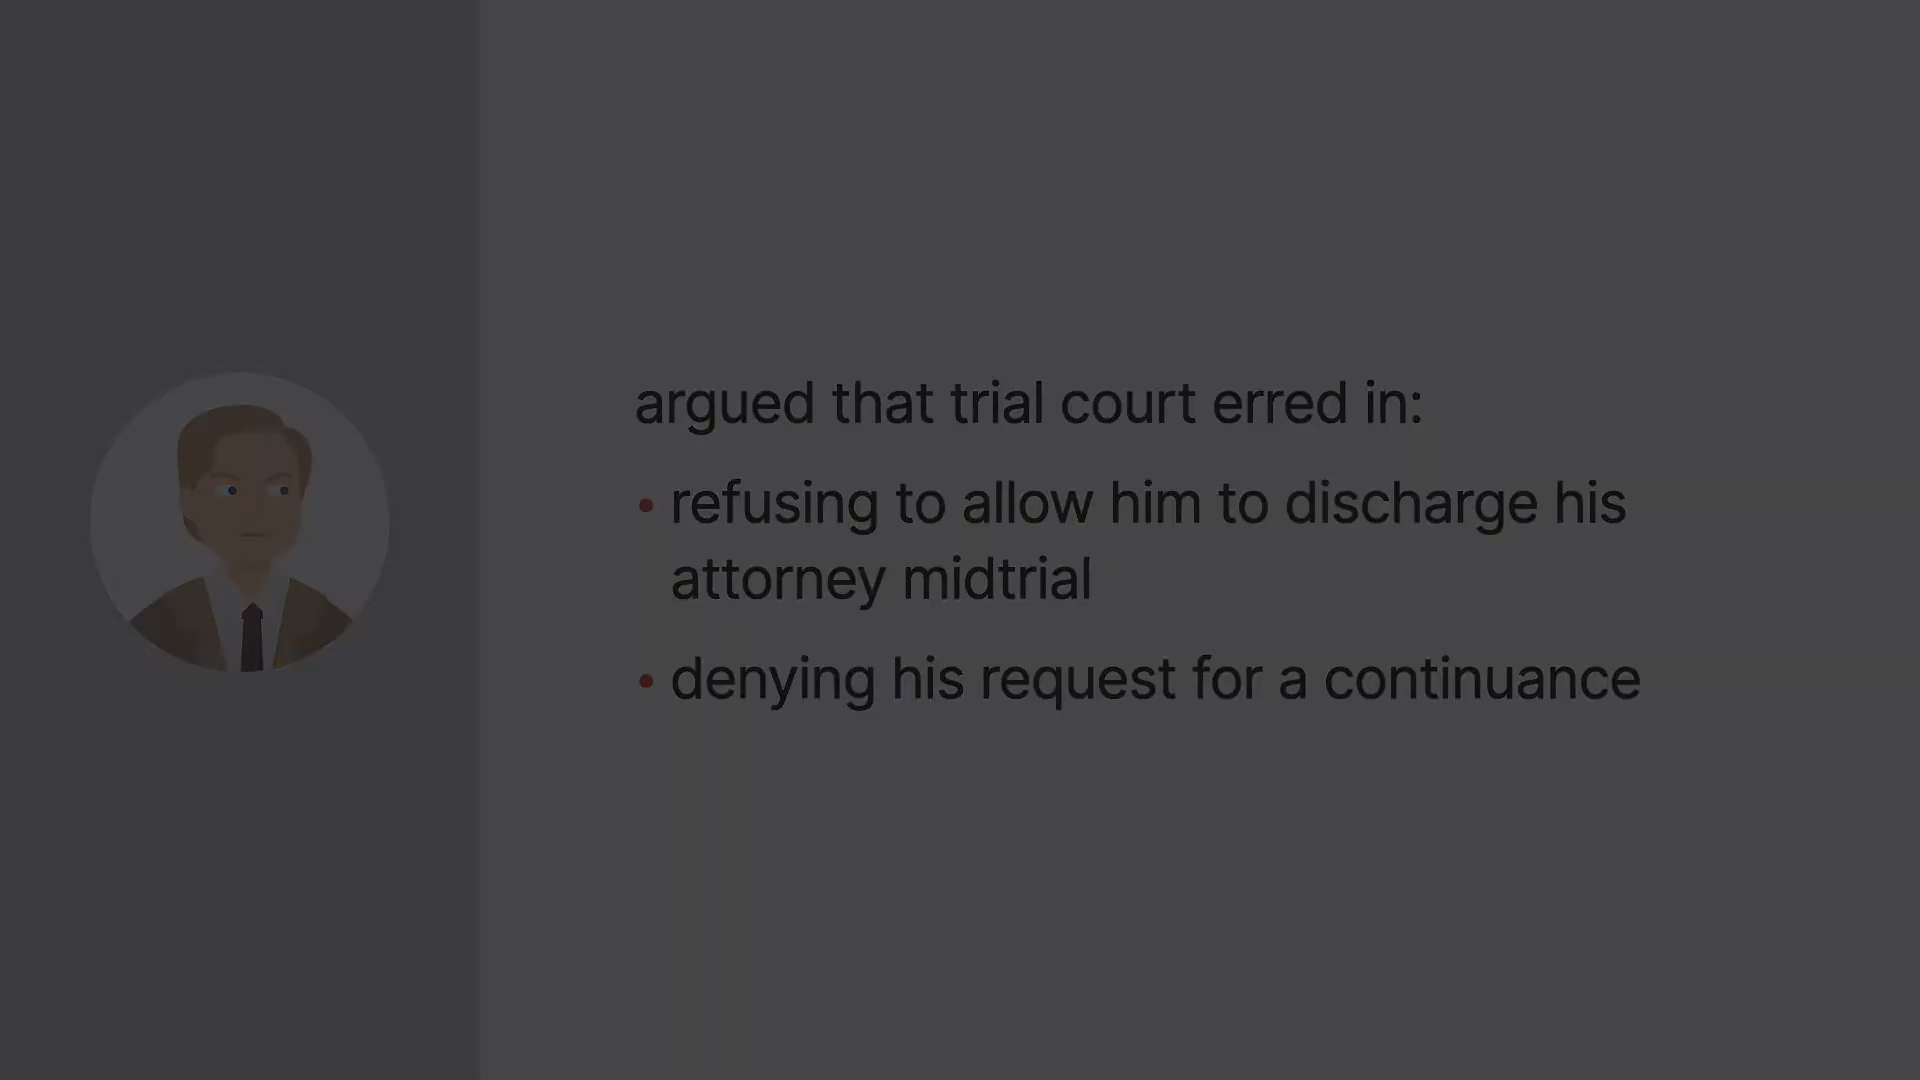 argued that trial court erred in:
• refusing to allow him to discharge his
attorney midtrial
• denying his request for a continuance